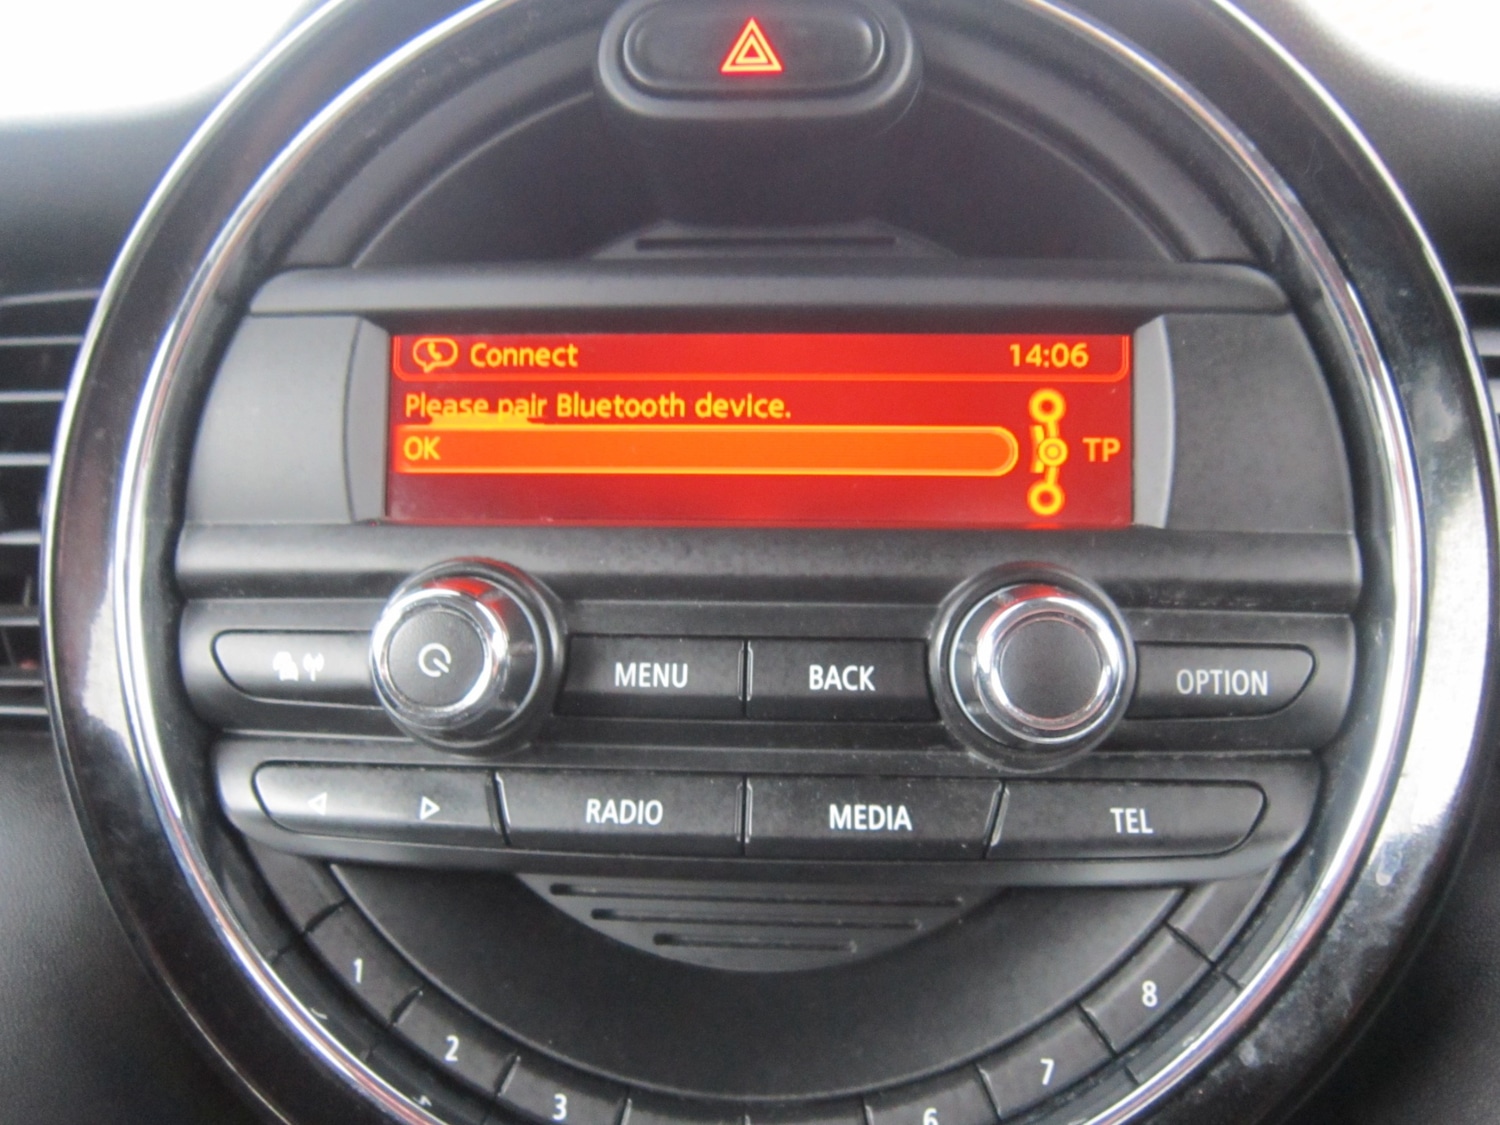 Connect 14:06
Please pair Bluetooth device.
OK TP
MENU BACK OPTION
RADIO MEDIA TEL
1
2
3
6
7
8